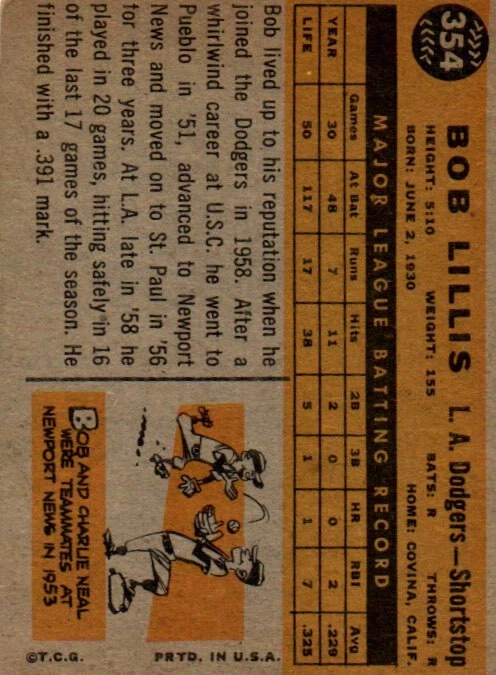 354
BOB LILLIS L. A. Dodgers—Shortstop
HEIGHT: 5:10 WEIGHT: 155 BATS: R THROWS: R
BORN: JUNE 2, 1930 HOME: COVINA, CALIF.
MAJOR LEAGUE BATTING RECORD
Games At Bat Runs Hits 2B 3B HR RBI Avg
YEAR 30 48 7 11 2 0 0 2 .229
LIFE 50 117 17 38 5 1 1 7 .325
Bob lived up to his reputation when he
joined the Dodgers in 1958. After a
whirlwind career at U.S.C. he went to
Pueblo in '51, advanced to Newport
News and moved on to St. Paul in '56
for three years. At L.A. late in '58 he
played in 20 games, hitting safely in 16
of the last 17 games of the season. He
finished with a .391 mark.
BOB AND CHARLIE NEAL
WERE TEAMMATES AT
NEWPORT NEWS IN 1953
©T.C.G. PRTD. IN U.S.A.